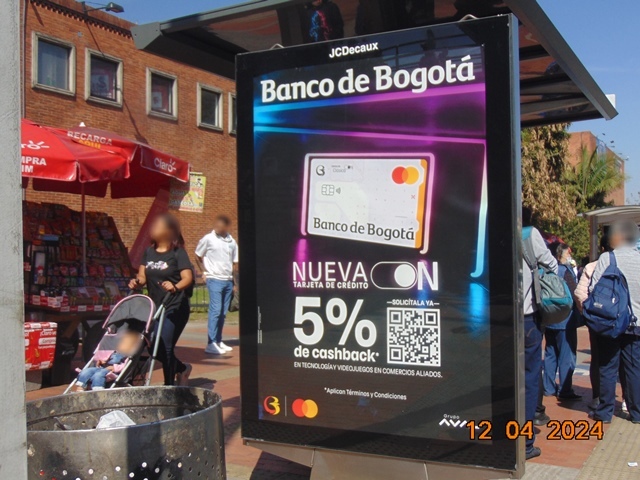 JCDecaux
Banco de Bogotá
Banco de Bogotá
NUEVA ON
TARJETA DE CRÉDITO
SOLICÍTALA YA
5%
de cashback*
EN TECNOLOGÍA Y VIDEOJUEGOS EN COMERCIOS ALIADOS.
*Aplican Términos y Condiciones
Grupo
RECARGA
Claro
12 04 2024